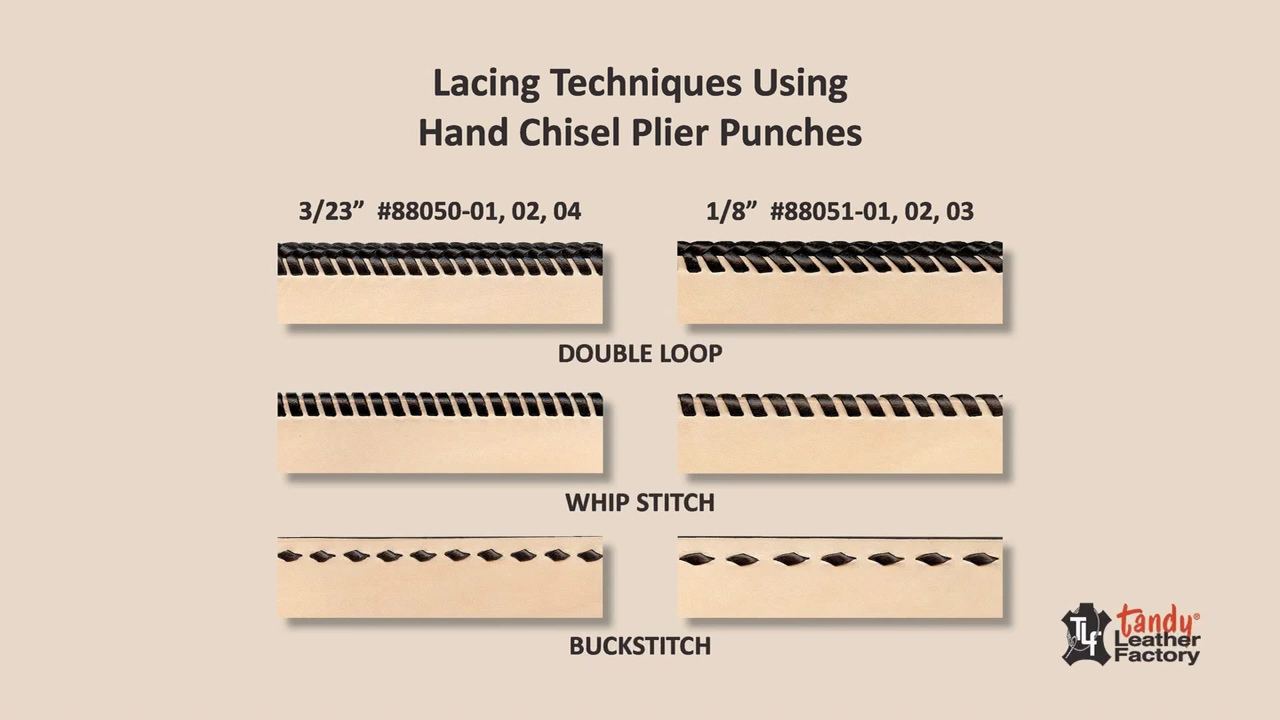 Lacing Techniques Using
Hand Chisel Plier Punches
3/23” #88050-01, 02, 04
1/8” #88051-01, 02, 03
DOUBLE LOOP
WHIP STITCH
BUCKSTITCH
TLF
tandy®
Leather
Factory